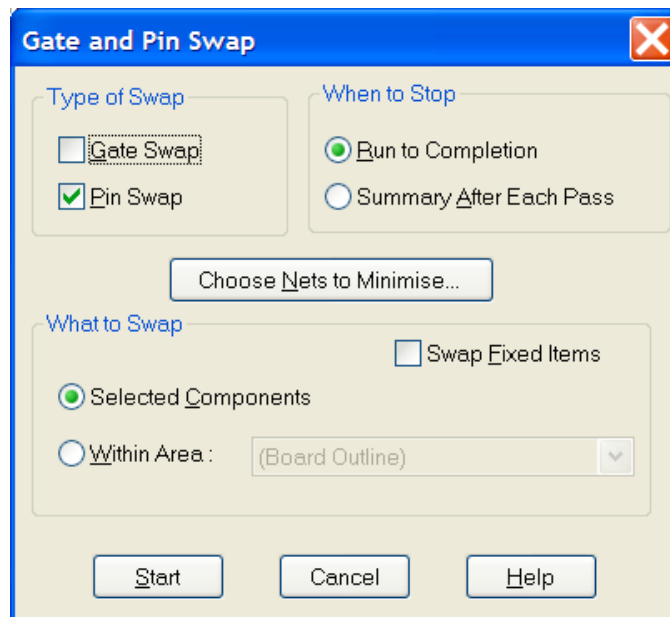 Gate and Pin Swap
Type of Swap
Gate Swap
Pin Swap
When to Stop
Run to Completion
Summary After Each Pass
Choose Nets to Minimise...
What to Swap
Swap Fixed Items
Selected Components
Within Area :
(Board Outline)
Start
Cancel
Help